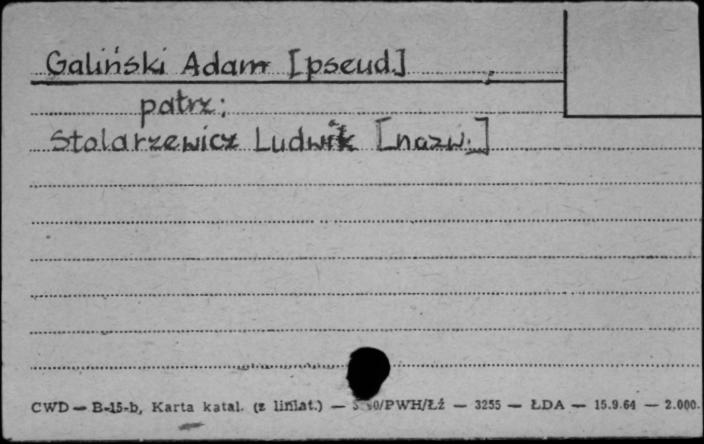 Galiński Adam [pseud]
patrz:
Stolarzewicz Ludwik [nazw.]
CWD — B-15-b, Karta katal. (z liniat.) — /PWH/Łź — 3255 — ŁDA — 15.9.64 — 2.000.